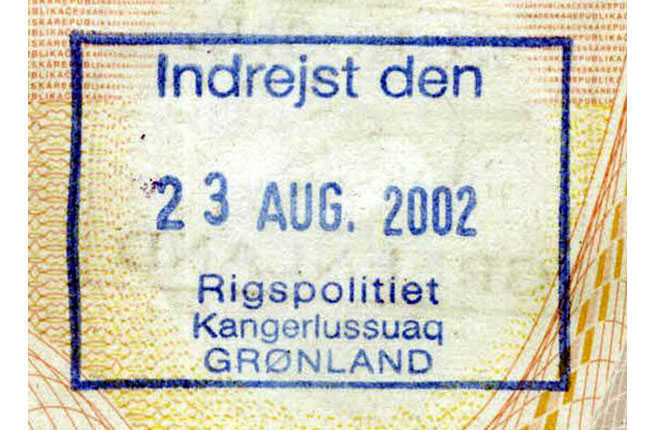 Indrejst den
23 AUG. 2002
Rigspolitiet
Kangerlussuaq
GRØNLAND